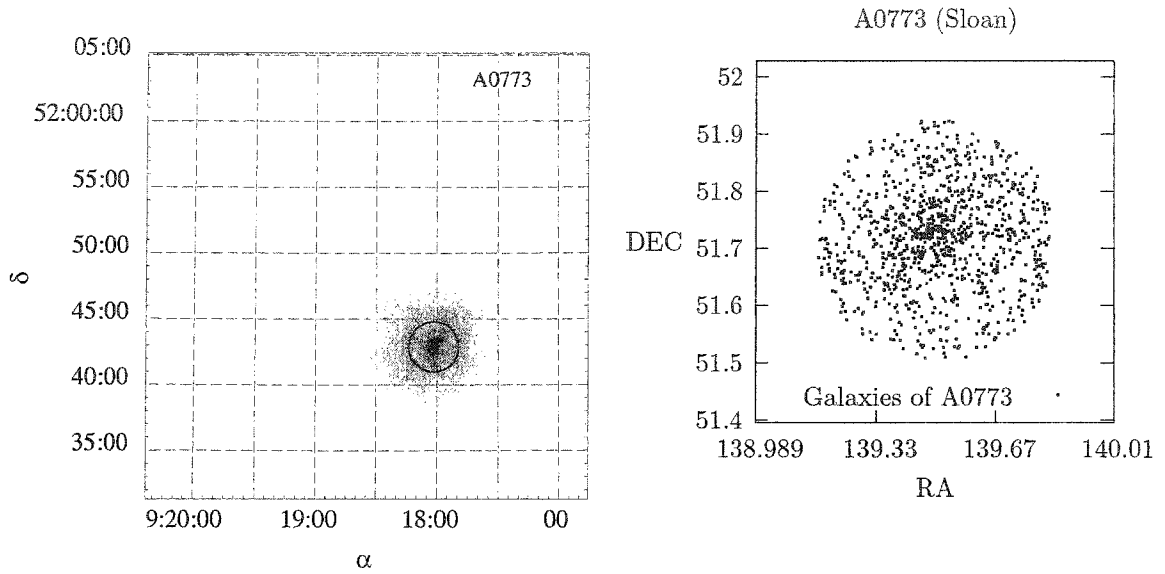 A0773
05:00
52:00:00
55:00
50:00
45:00
40:00
35:00
δ
9:20:00 19:00 18:00 00
α
A0773 (Sloan)
52
51.9
51.8
51.7
51.6
51.5
51.4
DEC
Galaxies of A0773
138.989 139.33 139.67 140.01
RA